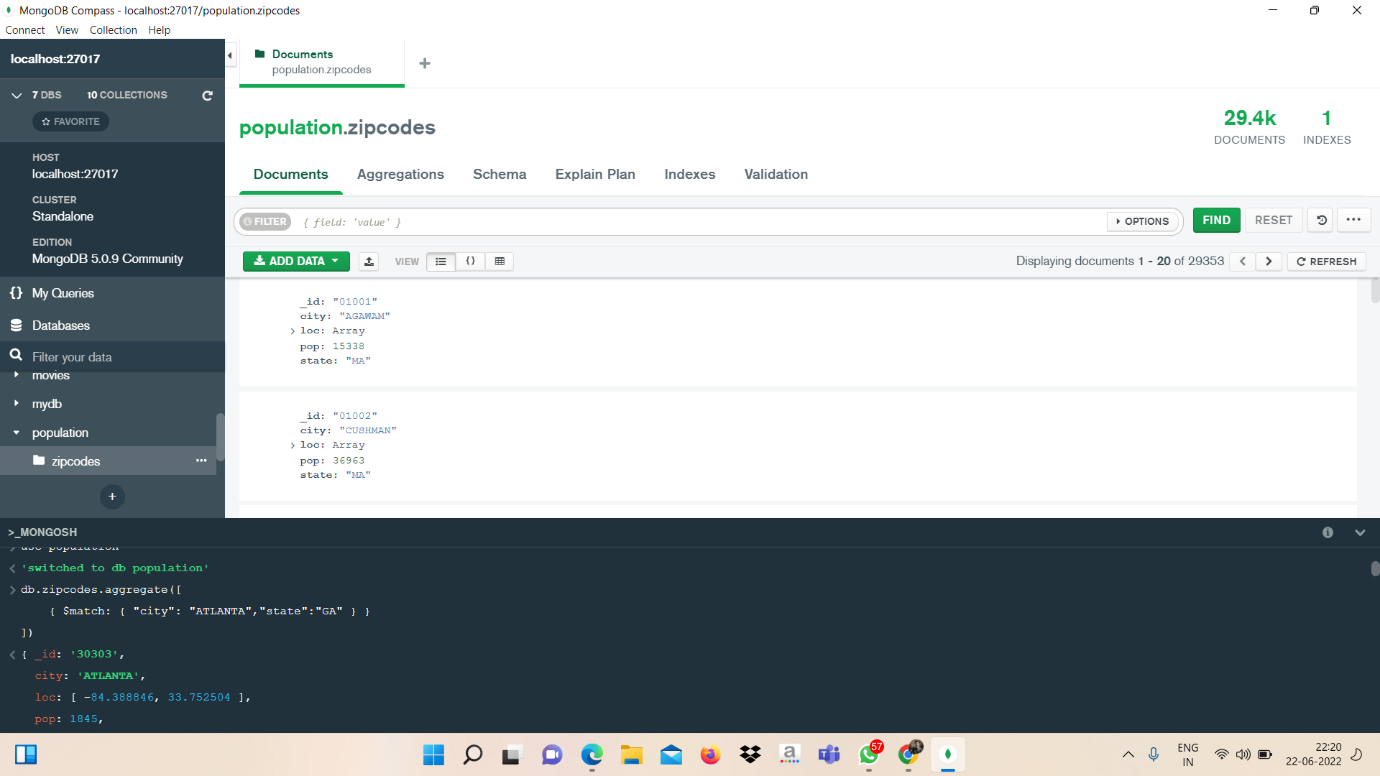 MongoDB Compass - localhost:27017/population.zipcodes
Connect View Collection Help
localhost:27017
7 DBS 10 COLLECTIONS
FAVORITE
HOST
localhost:27017
CLUSTER
Standalone
EDITION
MongoDB 5.0.9 Community
{} My Queries
Databases
Filter your data
movies
mydb
population
zipcodes
Documents
population.zipcodes
population.zipcodes
29.4k
DOCUMENTS
1
INDEXES
Documents Aggregations Schema Explain Plan Indexes Validation
FILTER { field: 'value' } OPTIONS FIND RESET
ADD DATA VIEW {} Displaying documents 1 - 20 of 29353 REFRESH
_id: "01001"
city: "AGAWAM"
loc: Array
pop: 15338
state: "MA"
_id: "01002"
city: "CUSHMAN"
loc: Array
pop: 36963
state: "MA"
>_MONGOSH
use population
< 'switched to db population'
> db.zipcodes.aggregate([
{ $match: { "city": "ATLANTA","state":"GA" } }
])
< { _id: '30303',
city: 'ATLANTA',
loc: [ -84.388846, 33.752504 ],
pop: 1845,
57
ENG
IN
22:20
22-06-2022